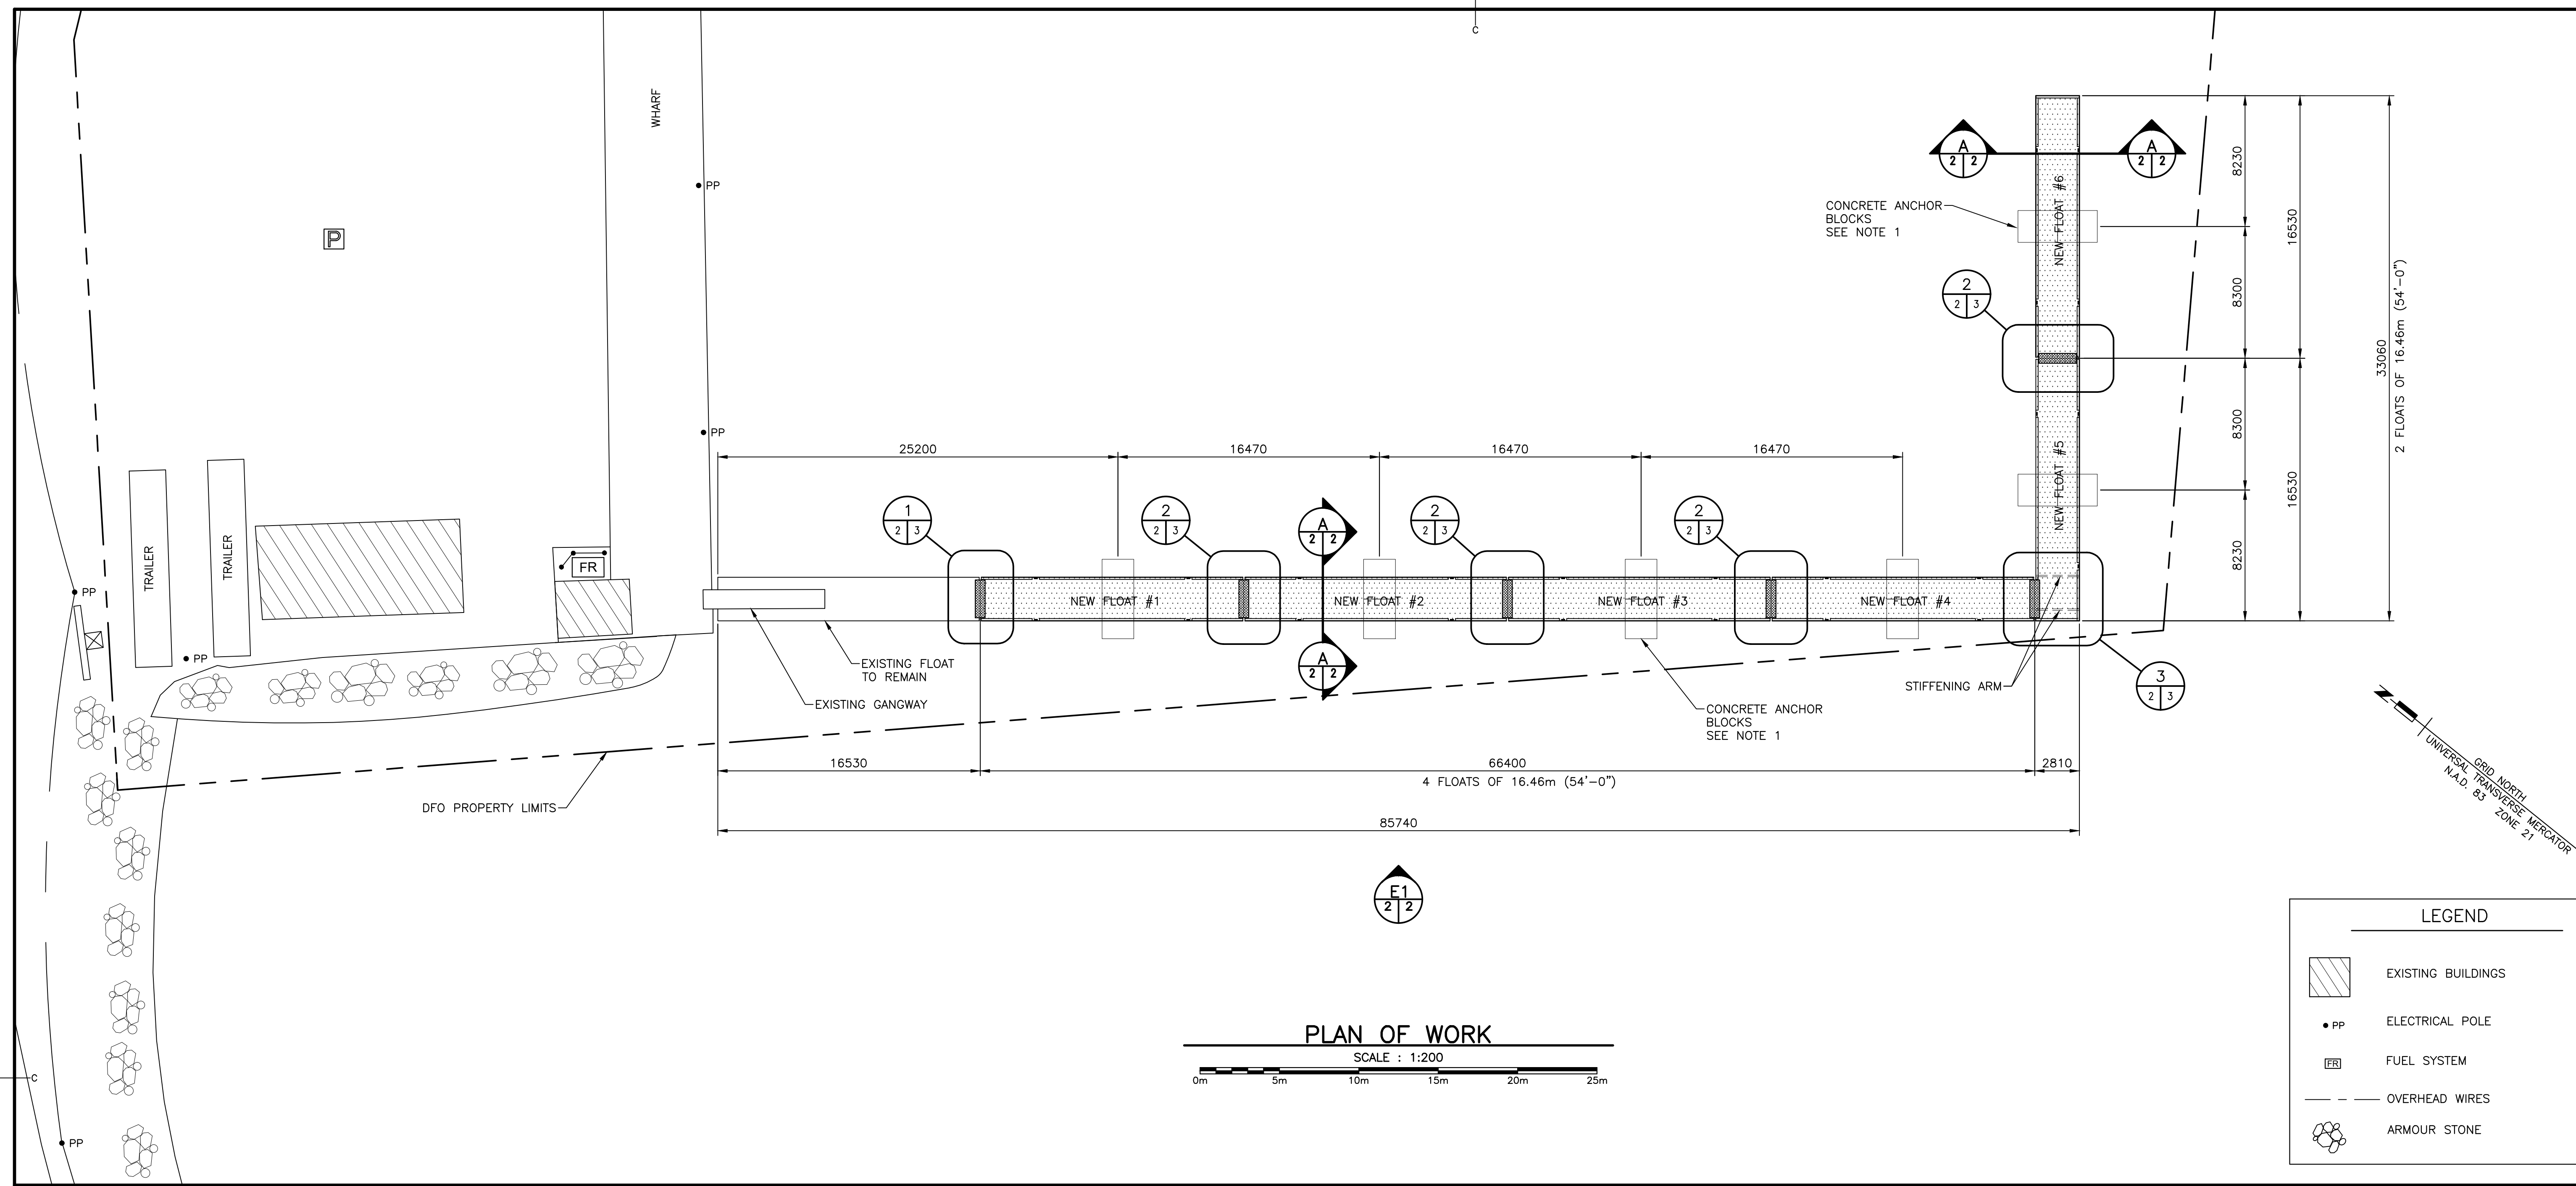 C
WHARF
PP
PP
P
TRAILER
TRAILER
FR
PP
PP
PP
C
CONCRETE ANCHOR
BLOCKS
SEE NOTE 1
A
2 2
A
2 2
NEW FLOAT #6
8230
8300
8300
8230
16530
16530
33060
2 FLOATS OF 16.46m (54'-0")
2
2 3
NEW FLOAT #5
25200
16470
16470
16470
1
2 3
2
2 3
A
2 2
2
2 3
2
2 3
NEW FLOAT #1
NEW FLOAT #2
NEW FLOAT #3
NEW FLOAT #4
A
2 2
EXISTING FLOAT
TO REMAIN
EXISTING GANGWAY
STIFFENING ARM
3
2 3
CONCRETE ANCHOR
BLOCKS
SEE NOTE 1
DFO PROPERTY LIMITS
16530
66400
2810
4 FLOATS OF 16.46m (54'-0")
85740
E1
2 2
N
GRID NORTH
UNIVERSAL TRANSVERSE MERCATOR
N.A.D. 83 ZONE 21
PLAN OF WORK
SCALE : 1:200
0m 5m 10m 15m 20m 25m
LEGEND
EXISTING BUILDINGS
PP ELECTRICAL POLE
FR FUEL SYSTEM
OVERHEAD WIRES
ARMOUR STONE